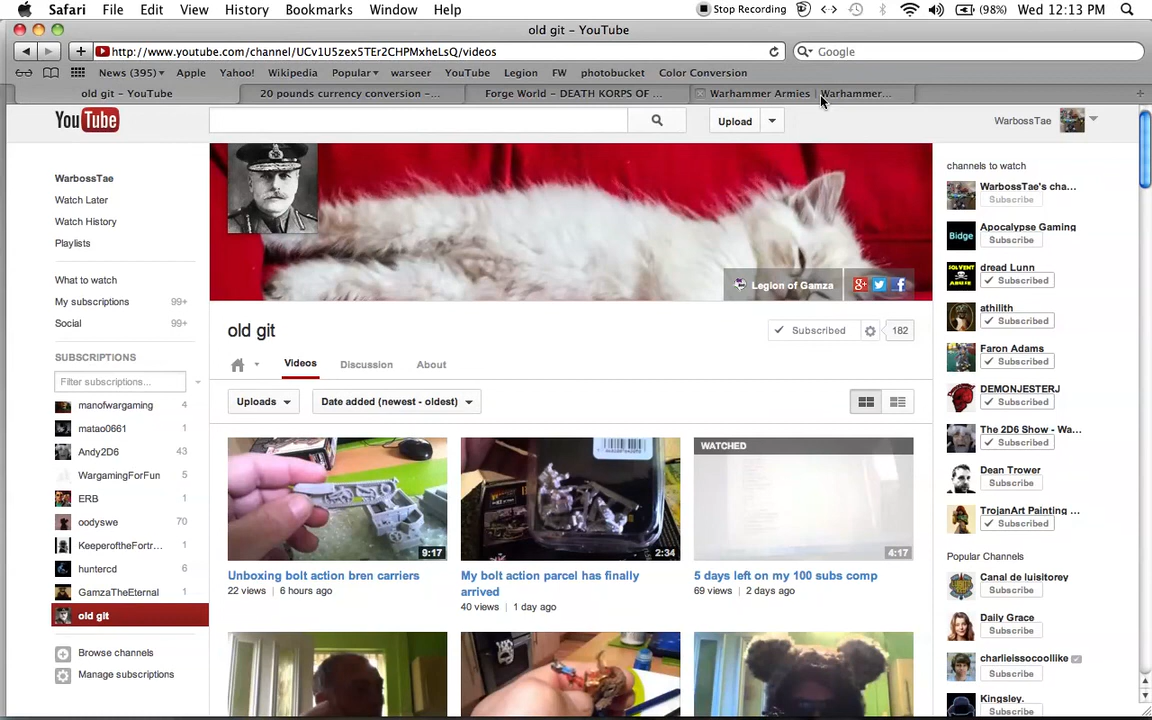 Safari File Edit View History Bookmarks Window Help Stop Recording (98%) Wed 12:13 PM
old git – YouTube
http://www.youtube.com/channel/UCv1U5zex5TEr2CHPMxheLsQ/videos Google
News (395) Apple Yahoo! Wikipedia Popular warseer YouTube Legion FW photobucket Color Conversion
old git – YouTube 20 pounds currency conversion –... Forge World – DEATH KORPS OF ... Warhammer Armies | Warhammer...
YouTube Upload WarbossTae
WarbossTae
Watch Later
Watch History
Playlists
What to watch
My subscriptions 99+
Social 99+
SUBSCRIPTIONS
Filter subscriptions...
manofwargaming 4
matao0661 1
Andy2D6 43
WargamingForFun 5
ERB 1
oodyswe 70
KeeperoftheFortr... 1
huntercd 6
GamzaTheEternal 1
old git
Browse channels
Manage subscriptions
Legion of Gamza
old git
Subscribed 182
Videos Discussion About
Uploads Date added (newest - oldest)
9:17
Unboxing bolt action bren carriers
22 views | 6 hours ago
2:34
My bolt action parcel has finally
arrived
40 views | 1 day ago
WATCHED
4:17
5 days left on my 100 subs comp
69 views | 2 days ago
channels to watch
WarbossTae's cha...
Subscribe
Bidge
Apocalypse Gaming
Subscribe
SOLVENT
ABUSE
dread Lunn
Subscribed
athilith
Subscribed
Faron Adams
Subscribed
DEMONJESTERJ
Subscribed
The 2D6 Show - Wa...
Subscribed
Dean Trower
Subscribe
TrojanArt Painting ...
Subscribed
Popular Channels
Canal de luisitorey
Subscribe
Daily Grace
Subscribe
charlieissocoollike
Subscribe
Kingsley.
Subscribe